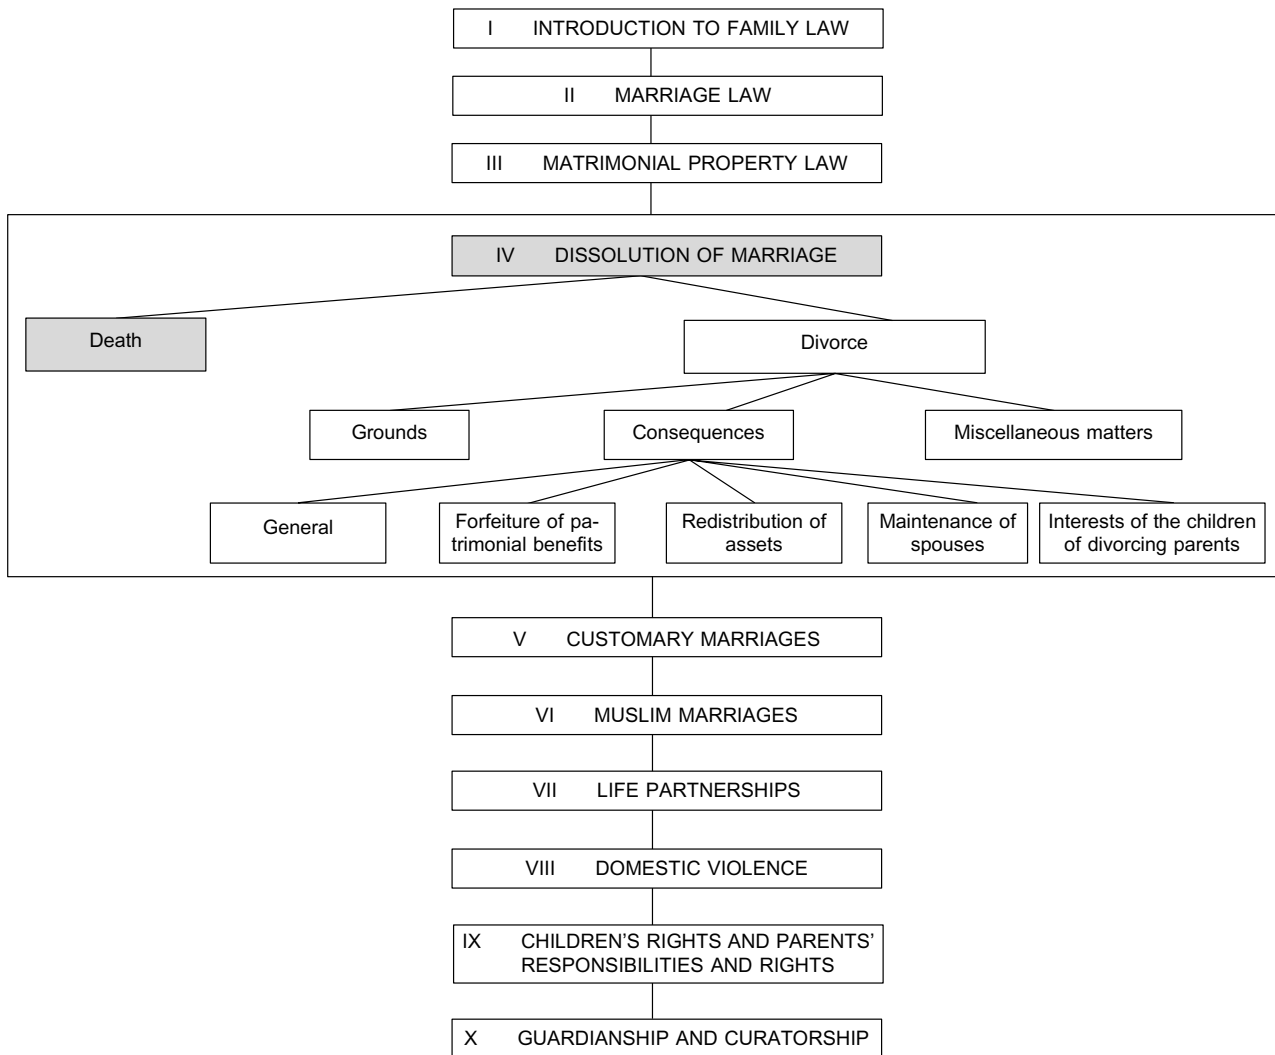 I INTRODUCTION TO FAMILY LAW
II MARRIAGE LAW
III MATRIMONIAL PROPERTY LAW
IV DISSOLUTION OF MARRIAGE
Death
Divorce
Grounds
Consequences
Miscellaneous matters
General
Forfeiture of pa-
trimonial benefits
Redistribution of
assets
Maintenance of
spouses
Interests of the children
of divorcing parents
V CUSTOMARY MARRIAGES
VI MUSLIM MARRIAGES
VII LIFE PARTNERSHIPS
VIII DOMESTIC VIOLENCE
IX CHILDREN’S RIGHTS AND PARENTS’
RESPONSIBILITIES AND RIGHTS
X GUARDIANSHIP AND CURATORSHIP